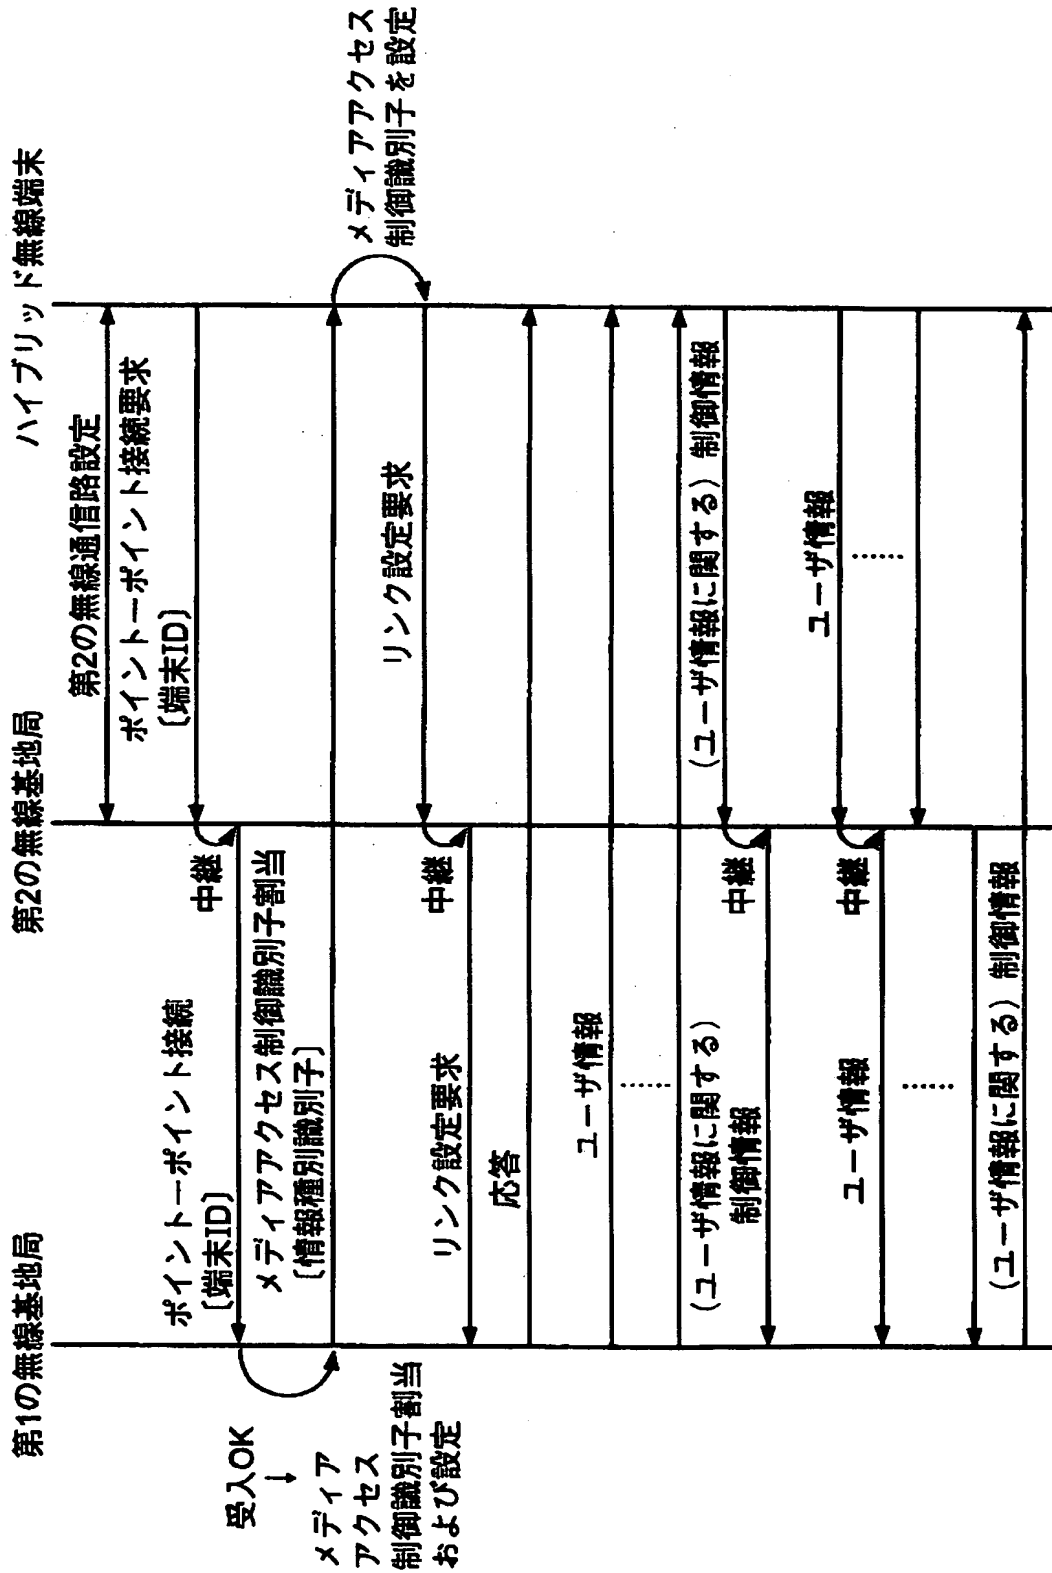 第1の無線基地局
第2の無線基地局
ハイブリッド無線端末
第2の無線通信路設定
ポイントーポイント接続要求
〔端末ID〕
中継
ポイントーポイント接続
〔端末ID〕
受入OK
↓
メディア
アクセス
制御識別子割当
および設定
メディアアクセス制御識別子割当
〔情報種別識別子〕
メディアアクセス
制御識別子を設定
リンク設定要求
中継
リンク設定要求
応答
ユーザ情報
(ユーザ情報に関する) 制御情報
中継
(ユーザ情報に関する)
制御情報
ユーザ情報
中継
ユーザ情報
(ユーザ情報に関する) 制御情報